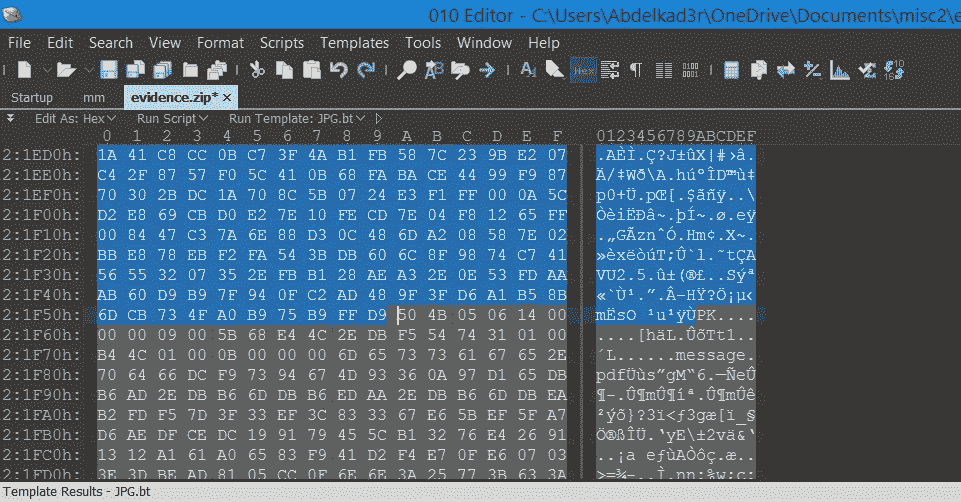 010 Editor - C:\Users\Abdelkad3r\OneDrive\Documents\misc2\e
File Edit Search View Format Scripts Templates Tools Window Help
Startup mm evidence.zip*
Edit As: Hex Run Script Run Template: JPG.bt
0 1 2 3 4 5 6 7 8 9 A B C D E F 0123456789ABCDEF
2:1ED0h: 1A 41 C8 CC 0B C7 3F 4A B1 FB 58 7C 23 9B E2 07 .AÈÌ.Ç?J±ûX|#›â.
2:1EE0h: C4 2F 87 57 F0 5C 41 0B 68 FA BA CE 44 99 F9 87 Ä/‡Wð\A.húºÎD™ù‡
2:1EF0h: 70 30 2B DC 1A 70 8C 5B 07 24 E3 F1 FF 00 0A 5C p0+Ü.pŒ[.$ãñÿ..\
2:1F00h: D2 E8 69 CB D0 E2 7E 10 FE CD 7E 04 F8 12 65 FF ÒèiËÐâ~.þÍ~.ø.eÿ
2:1F10h: 00 84 47 C3 7A 6E 88 D3 0C 48 6D A2 08 58 7E 02 .„GÃznˆÓ.Hm¢.X~.
2:1F20h: BB E8 78 EB F2 FA 54 3B DB 60 6C 8F 98 74 C7 41 »èxëòúT;Û`l.˜tÇA
2:1F30h: 56 55 32 07 35 2E FB B1 28 AE A3 2E 0E 53 FD AA VU2.5.û±(®£..Sýª
2:1F40h: AB 60 D9 B9 7F 94 0F C2 AD 48 9F 3F D6 A1 B5 8B «`Ù¹.”.Â-HŸ?Ö¡µ‹
2:1F50h: 6D CB 73 4F A0 B9 75 B9 FF D9 50 4B 05 06 14 00 mËsO ¹u¹ÿÙPK....
2:1F60h: 00 00 09 00 5B 68 E4 4C 2E DB F5 54 74 31 01 00 ....[häL.ÛõTt1..
2:1F70h: B4 4C 01 00 0B 00 00 00 6D 65 73 73 61 67 65 2E ´L......message.
2:1F80h: 70 64 66 DC F9 73 94 67 4D 93 36 0A 97 D1 65 DB pdfÜùs”gM“6.—ÑeÛ
2:1F90h: B6 AD 2E DB B6 6D DB B6 ED AA 2E DB B6 6D DB EA ¶-.Û¶mÛ¶íª.Û¶mÛê
2:1FA0h: B2 FD F5 7D 3F 33 EF 3C 83 33 67 E6 5B EF 5F A7 ²ýõ}?3ï<ƒ3gæ[ï_§
2:1FB0h: D6 AE DF CE DC 19 91 79 45 5C B1 32 76 E4 26 91 Ö®ßÎÜ.‘yE\±2vä&‘
2:1FC0h: 13 12 A1 61 A0 65 83 F9 41 D2 F4 E7 0F E6 07 03 ..¡a eƒùAÒôç.æ..
2:1FD0h: 3E 3D BE AD 81 05 CC 0F 6E 6E 3A 25 77 3B 63 3A >=¾-..Ì.nn:%w;c:
Template Results - JPG.bt